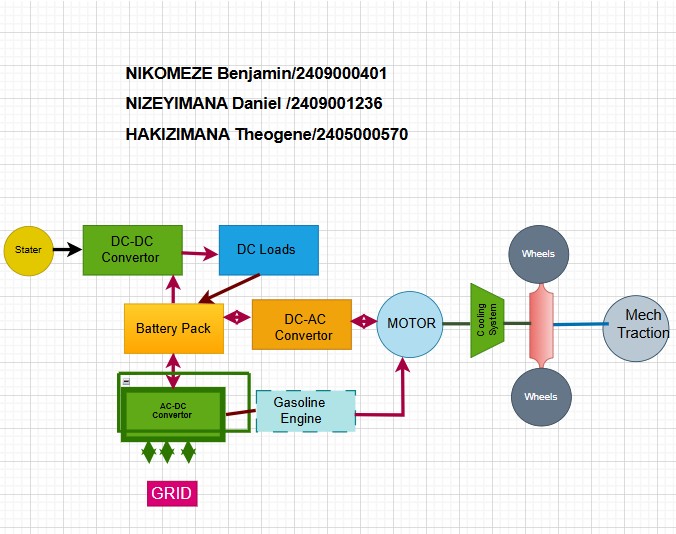 NIKOMEZE Benjamin/2409000401
NIZEYIMANA Daniel /2409001236
HAKIZIMANA Theogene/2405000570
Stater
DC-DC
Convertor
DC Loads
Wheels
Battery Pack
DC-AC
Convertor
MOTOR
Cooling
System
Mech
Traction
AC-DC
Convertor
Gasoline
Engine
Wheels
GRID